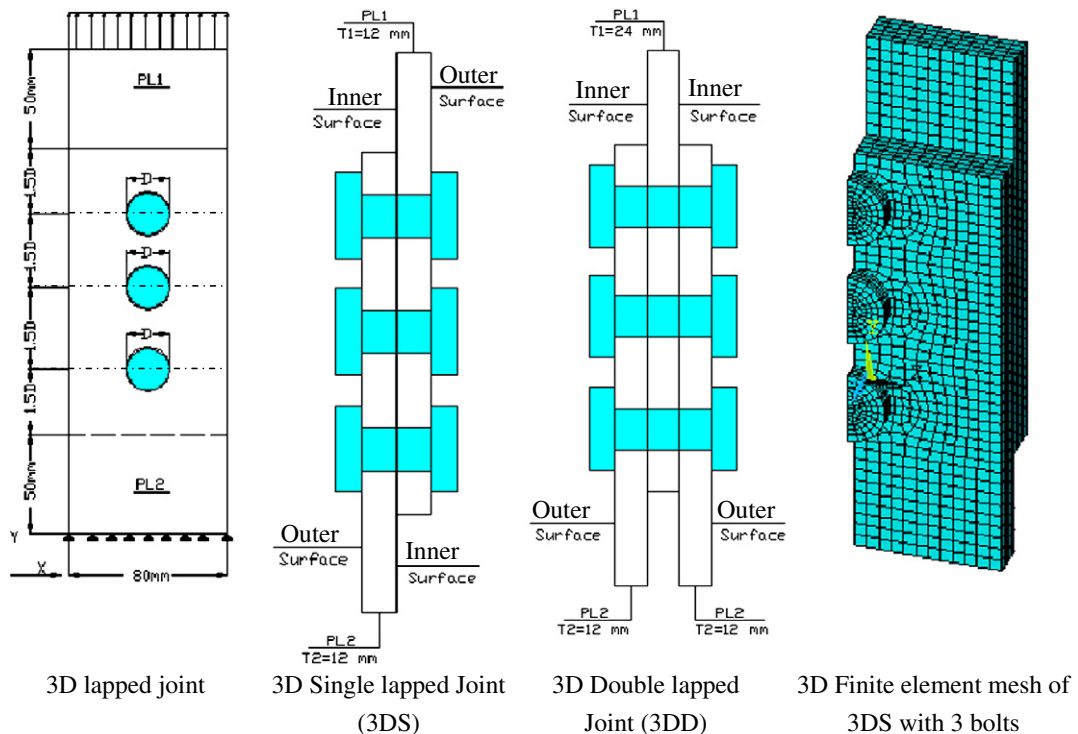 PL1
50mm
1.5D
D
1.5D
D
1.5D
D
1.5D
50mm
PL2
Y
X
80mm
3D lapped joint
PL1
T1=12 mm
Outer
Surface
Inner
Surface
Outer
Surface
Inner
Surface
PL2
T2=12 mm
3D Single lapped Joint
(3DS)
PL1
T1=24 mm
Inner
Surface
Inner
Surface
Outer
Surface
Outer
Surface
PL2
T2=12 mm
PL2
T2=12 mm
3D Double lapped
Joint (3DD)
3D Finite element mesh of
3DS with 3 bolts